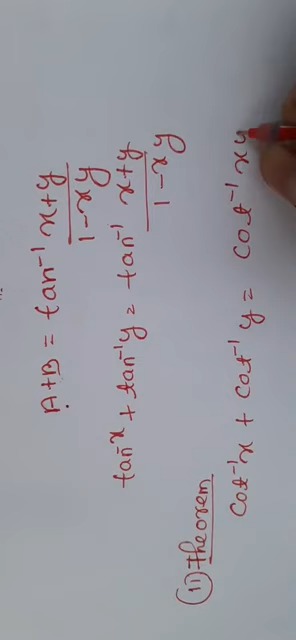 A+B = tan⁻¹ x+y / 1-xy
tan⁻x + tan⁻¹y = tan⁻¹ x+y / 1-xy
(ii) Theorem
cot⁻¹x + cot⁻¹y = cot⁻¹ xy